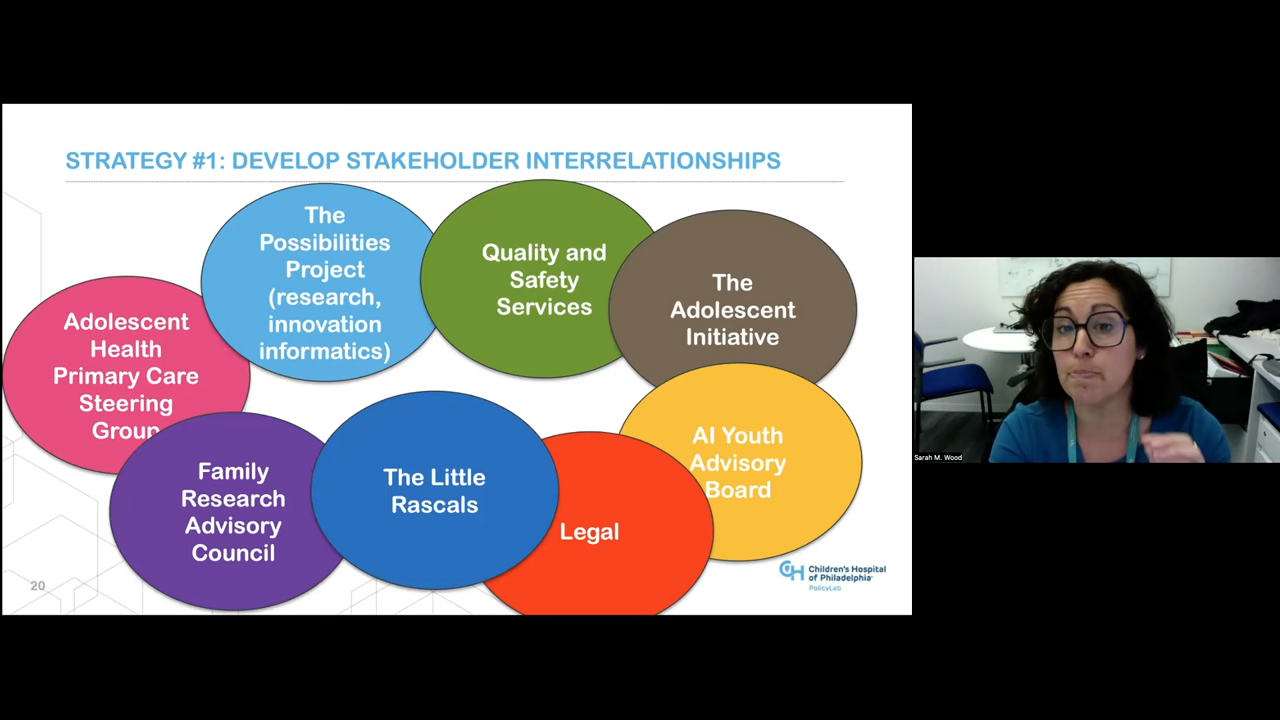 STRATEGY #1: DEVELOP STAKEHOLDER INTERRELATIONSHIPS
The
Possibilities
Project
(research,
innovation
informatics)
Quality and
Safety
Services
The
Adolescent
Initiative
Adolescent
Health
Primary Care
Steering
Group
AI Youth
Advisory
Board
Family
Research
Advisory
Council
The Little
Rascals
Legal
20
Children's Hospital
of Philadelphia
PolicyLab
Sarah M. Wood